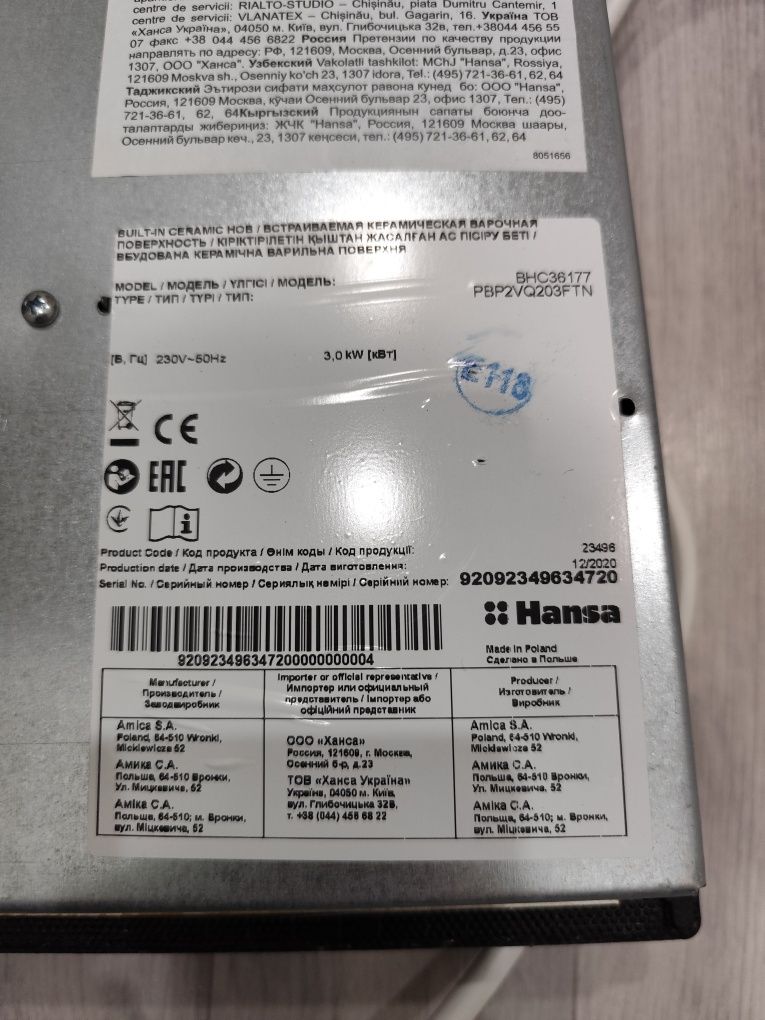 centre de servicii: RIALTO-STUDIO – Chişinău, piata Dumitru Cantemir, 1
centre de servicii: VLANATEX – Chişinău, bul. Gagarin, 16. Україна ТОВ
«Ханса Україна», 04050 м. Київ, вул. Глибочицька 32в, тел.+38044 456 55
07 факс +38 044 456 6822 Россия Претензии по качеству продукции
направлять по адресу: РФ, 121609, Москва, Осенний бульвар, д.23, офис
1307, ООО "Ханса". Узбекский Vakolatli tashkilot: MChJ "Hansa", Rossiya,
121609 Moskva sh., Osenniy ko'ch 23, 1307 idora, Tel.: (495) 721-36-61, 62, 64
Таджикский Эътирози сифати махсулот равона кунед бо: ООО "Hansa",
Россия, 121609 Москва, кӯчаи Осенний бульвар 23, офис 1307, Тел.: (495)
721-36-61, 62, 64Кыргызский Продукциянын сапаты боюнча доо-
талаптарды жибериңиз: ЖЧК "Hansa", Россия, 121609 Москва шаары,
Осенний бульвар көч., 23, 1307 кеңсеси, тел.: (495) 721-36-61, 62, 64
8051656
BUILT-IN CERAMIC HOB / ВСТРАИВАЕМАЯ КЕРАМИЧЕСКАЯ ВАРОЧНАЯ
ПОВЕРХНОСТЬ / КІРІКТІРІЛЕТІН ҚЫШТАН ЖАСАЛҒАН АС ПІСІРУ БЕТІ /
ВБУДОВАНА КЕРАМІЧНА ВАРИЛЬНА ПОВЕРХНЯ
MODEL / МОДЕЛЬ / ҮЛГІСІ / МОДЕЛЬ: BHC36177
TYPE / ТИП / ТҮРІ / ТИП: PBP2VQ203FTN
[В, Гц] 230V~50Hz 3,0 kW [кВт]
E118
CE
EAC
Product Code / Код продукта / Өнім коды / Код продукції: 23496
Production date / Дата производства / Дата виготовлення: 12/2020
Serial No. / Серийный номер / Сериялық нөмірі / Серійний номер: 92092349634720
Hansa
920923496347200000000004
Made in Poland
Сделано в Польше
Manufacturer /
Производитель /
Заводвиробник
Importer or official representative /
Импортер или официальный
представитель / Імпортер або
офіційний представник
Producer /
Изготовитель /
Виробник
Amica S.A.
Poland, 64-510 Wronki,
Mickiewicza 52
Амика С.А.
Польша, 64-510 Вронки,
Ул. Мицкевича, 52
Аміка С.А.
Польща, 64-510; м. Вронки,
вул. Міцкевича, 52
ООО «Ханса»
Россия, 121609, г. Москва,
Осенний б-р, д.23
ТОВ «Ханса Україна»
Україна, 04050 м. Київ,
вул. Глибочицька 32В,
т. +38 (044) 456 68 22
Amica S.A.
Poland, 64-510 Wronki,
Mickiewicza 52
Амика С.А.
Польша, 64-510 Вронки,
Ул. Мицкевича, 52
Аміка С.А.
Польща, 64-510; м. Вронки,
вул. Міцкевича, 52